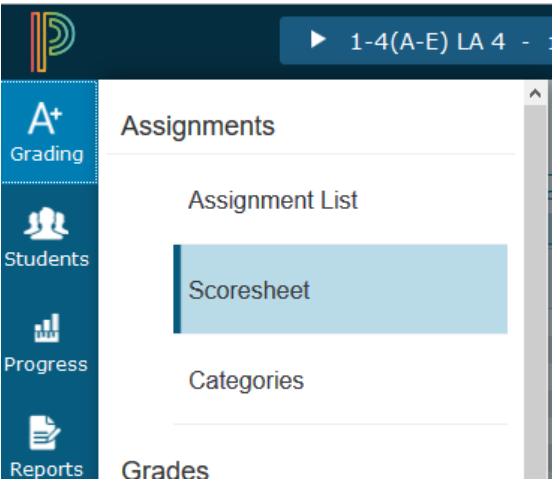 1-4(A-E) LA 4 -
A+
Grading
Students
Progress
Reports
Assignments
Assignment List
Scoresheet
Categories
Grades